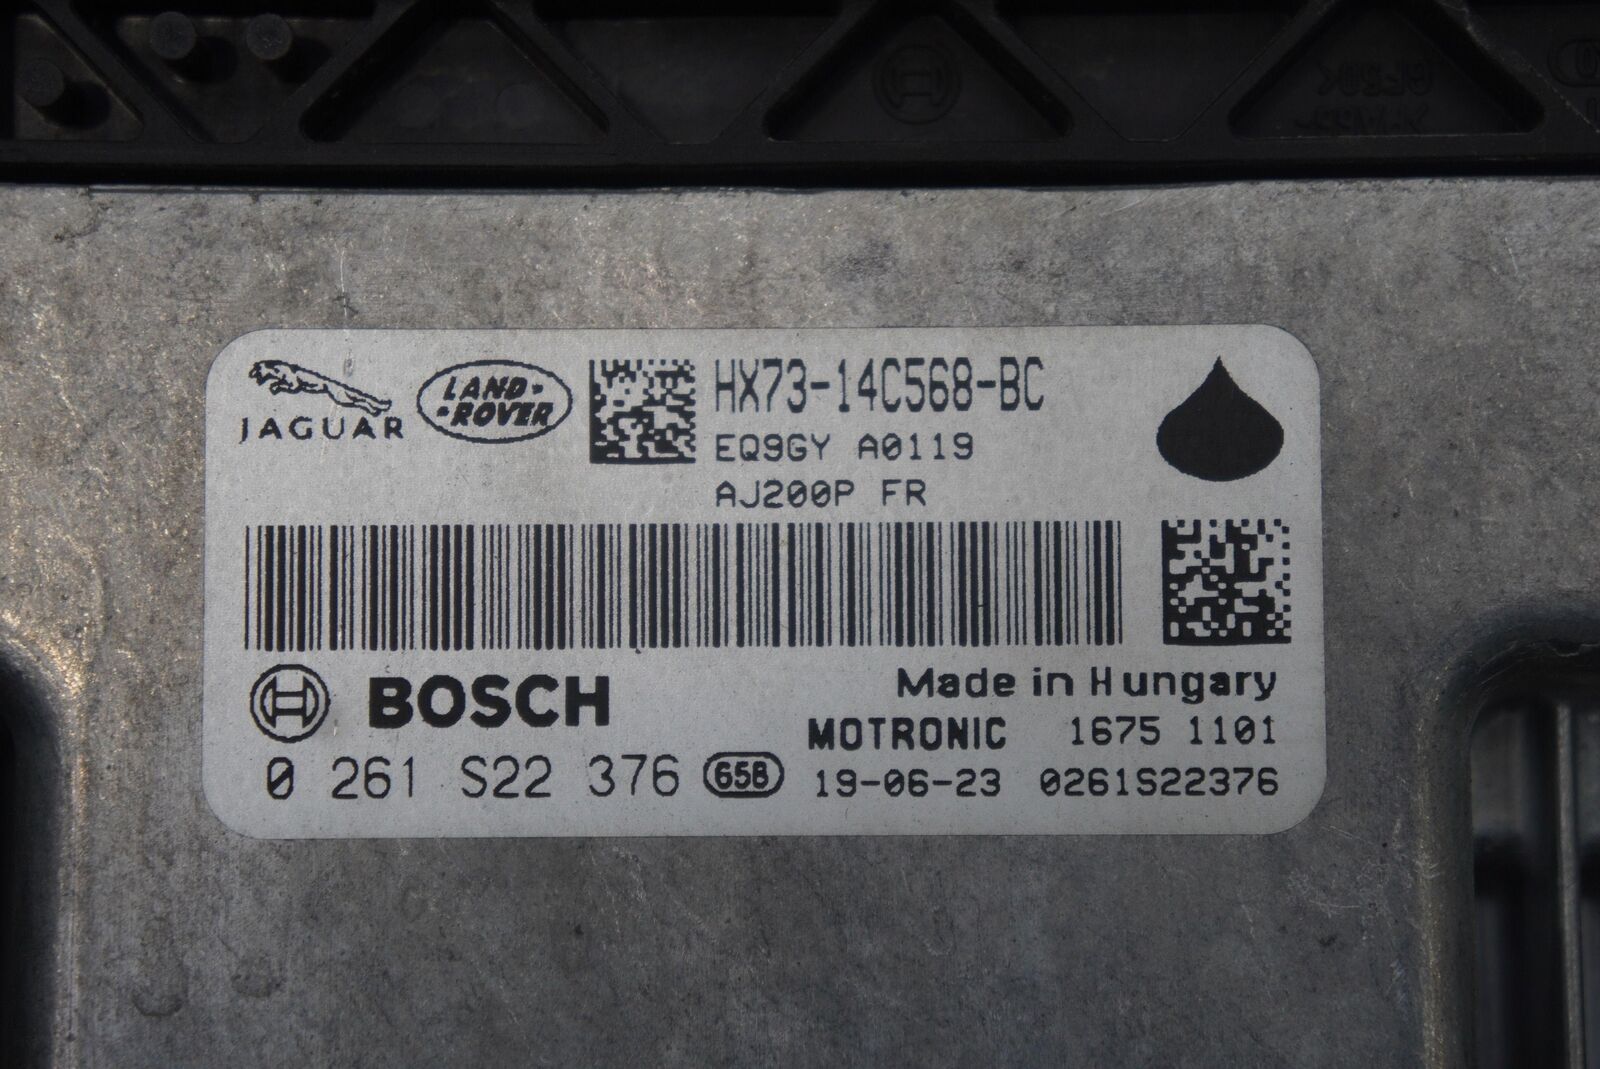 JAGUAR
LAND-
-ROVER
HX73-14C568-BC
EQ9GY A0119
AJ200P FR
BOSCH
Made in Hungary
MOTRONIC 1675 1101
0 261 S22 376 65B 19-06-23 0261S22376